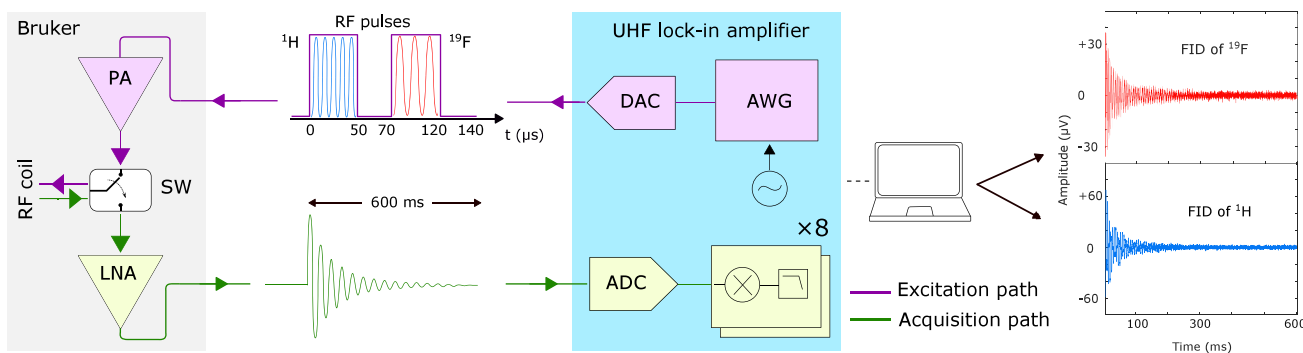 Bruker
PA
RF coil
SW
LNA
RF pulses
¹H
¹⁹F
0 50 70 120 140 t (µs)
600 ms
UHF lock-in amplifier
DAC
AWG
×8
ADC
Excitation path
Acquisition path
Amplitude (µV)
+30
FID of ¹⁹F
0
-30
+60
FID of ¹H
0
-60
100 300 600
Time (ms)